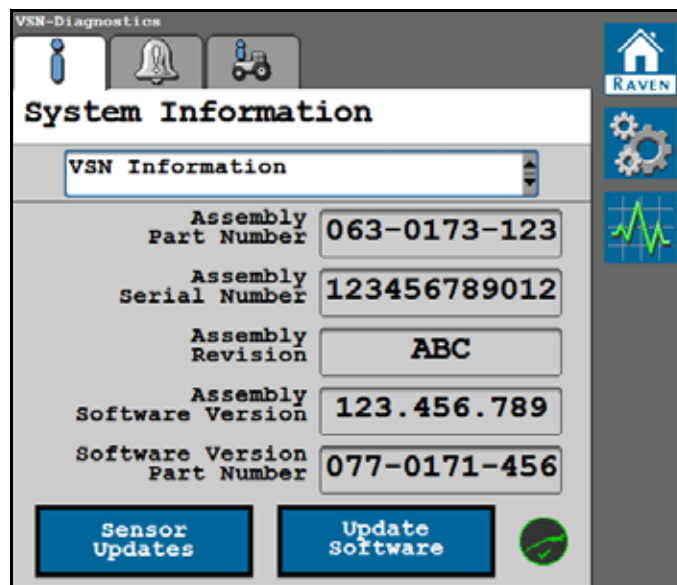 VSN-Diagnostics
RAVEN
System Information
VSN Information
Assembly
Part Number
063-0173-123
Assembly
Serial Number
123456789012
Assembly
Revision
ABC
Assembly
Software Version
123.456.789
Software Version
Part Number
077-0171-456
Sensor
Updates
Update
Software